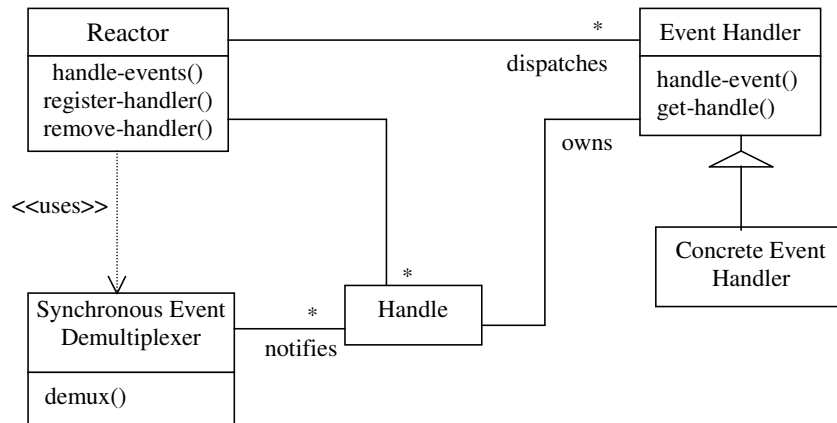 Reactor
handle-events()
register-handler()
remove-handler()
*
dispatches
Event Handler
handle-event()
get-handle()
owns
<<uses>>
Concrete Event
Handler
*
Synchronous Event
Demultiplexer
demux()
*
notifies
Handle